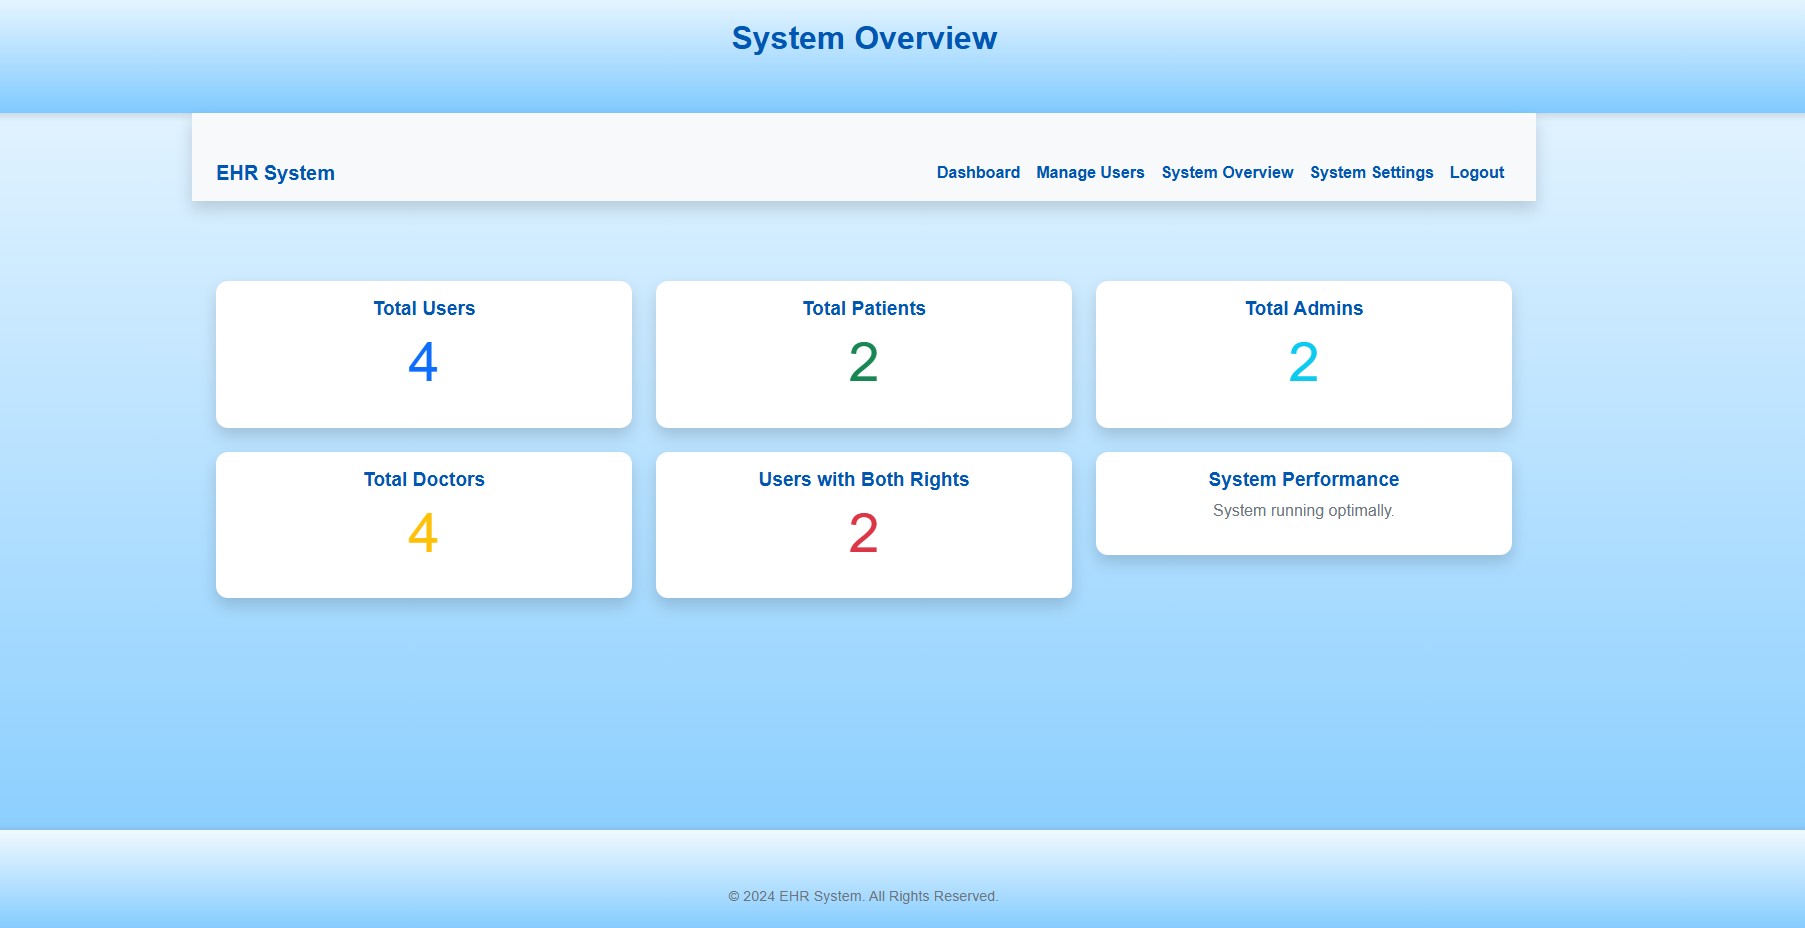 System Overview
EHR System
Dashboard Manage Users System Overview System Settings Logout
Total Users
4
Total Patients
2
Total Admins
2
Total Doctors
4
Users with Both Rights
2
System Performance
System running optimally.
© 2024 EHR System. All Rights Reserved.